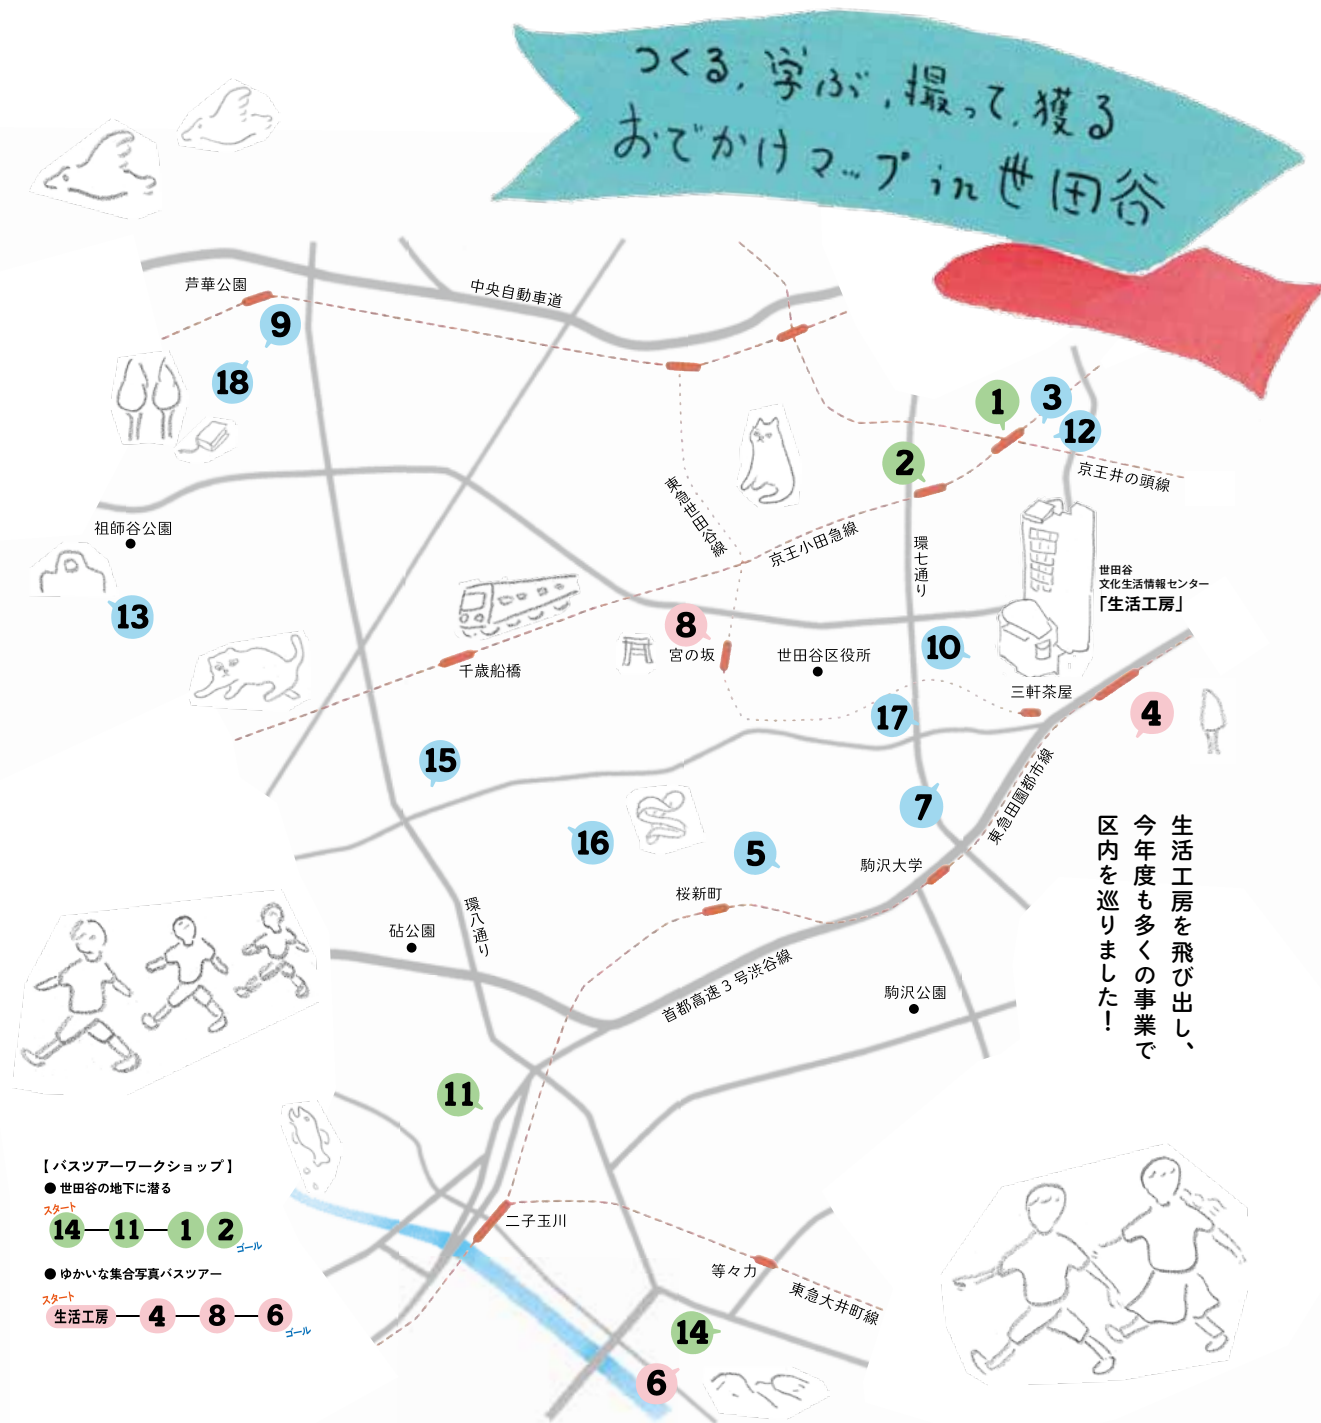 つくる、学ぶ、撮って、獲る
おでかけマップ in 世田谷
芦華公園
中央自動車道
9
18
1
3
12
2
京王井の頭線
東急世田谷線
京王小田急線
環七通り
祖師谷公園
13
世田谷
文化生活情報センター
「生活工房」
8
宮の坂
世田谷区役所
10
千歳船橋
三軒茶屋
4
17
15
7
東急田園都市線
16
5
駒沢大学
桜新町
生活工房を飛び出し、
今年度も多くの事業で
区内を巡りました！
環八通り
砧公園
首都高速3号渋谷線
駒沢公園
11
二子玉川
等々力
東急大井町線
14
6
【バスツアーワークショップ】
● 世田谷の地下に潜る
スタート
14 11 1 2
ゴール
● ゆかいな集合写真バスツアー
スタート
生活工房 4 8 6
ゴール